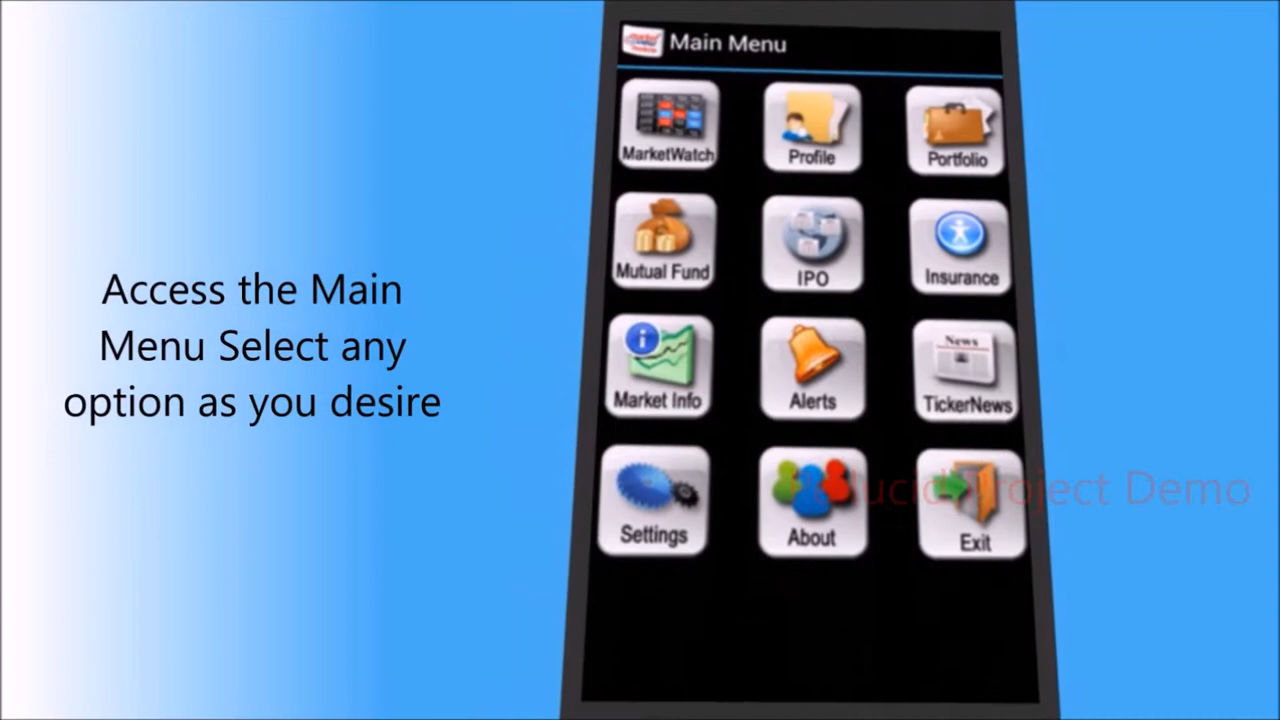 Main Menu
MarketWatch
Profile
Portfolio
Mutual Fund
IPO
Insurance
Access the Main
Menu Select any
option as you desire
Market Info
Alerts
News
TickerNews
Project Demo
Settings
About
Exit